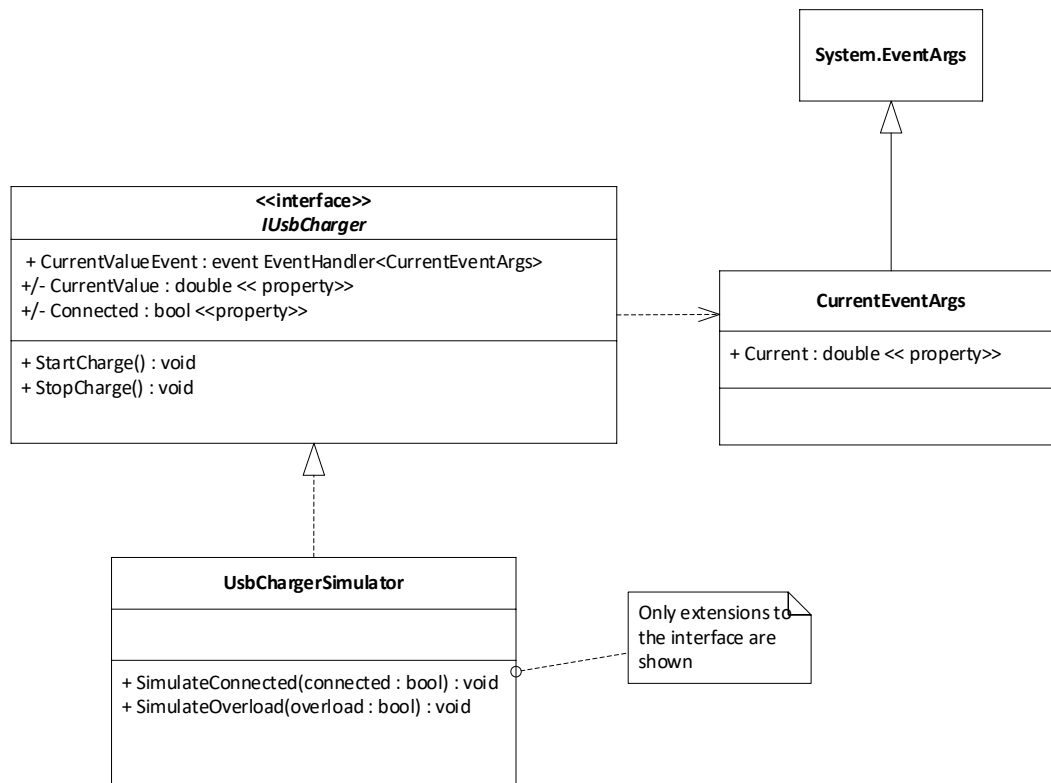 System.EventArgs
<<interface>>
IUsbCharger
+ CurrentValueEvent : event EventHandler<CurrentEventArgs>
+/- CurrentValue : double << property>>
+/- Connected : bool <<property>>
+ StartCharge() : void
+ StopCharge() : void
CurrentEventArgs
+ Current : double << property>>
UsbChargerSimulator
+ SimulateConnected(connected : bool) : void
+ SimulateOverload(overload : bool) : void
Only extensions to
the interface are
shown